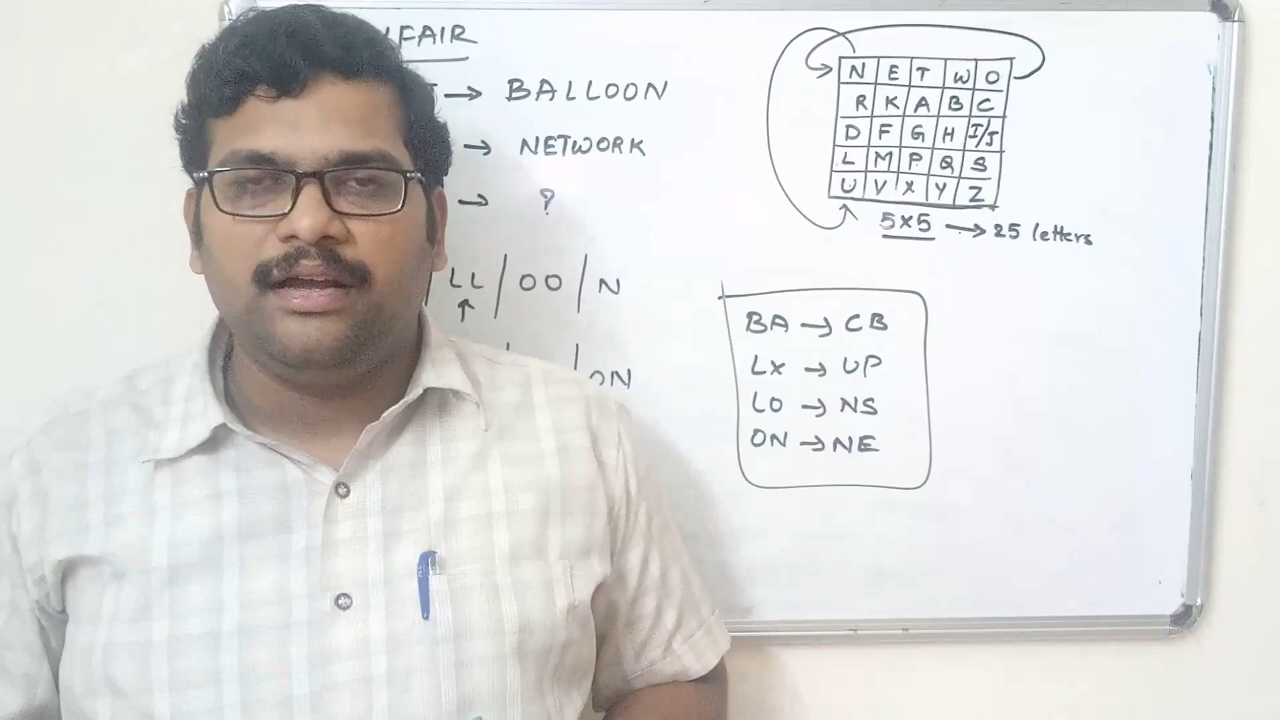 FAIR
→ BALLOON
→ NETWORK
→ ?
LL / OO / N
ON
N E T W O
R K A B C
D F G H I/J
L M P Q S
U V X Y Z
5×5 → 25 letters
BA → CB
LX → UP
LO → NS
ON → NE